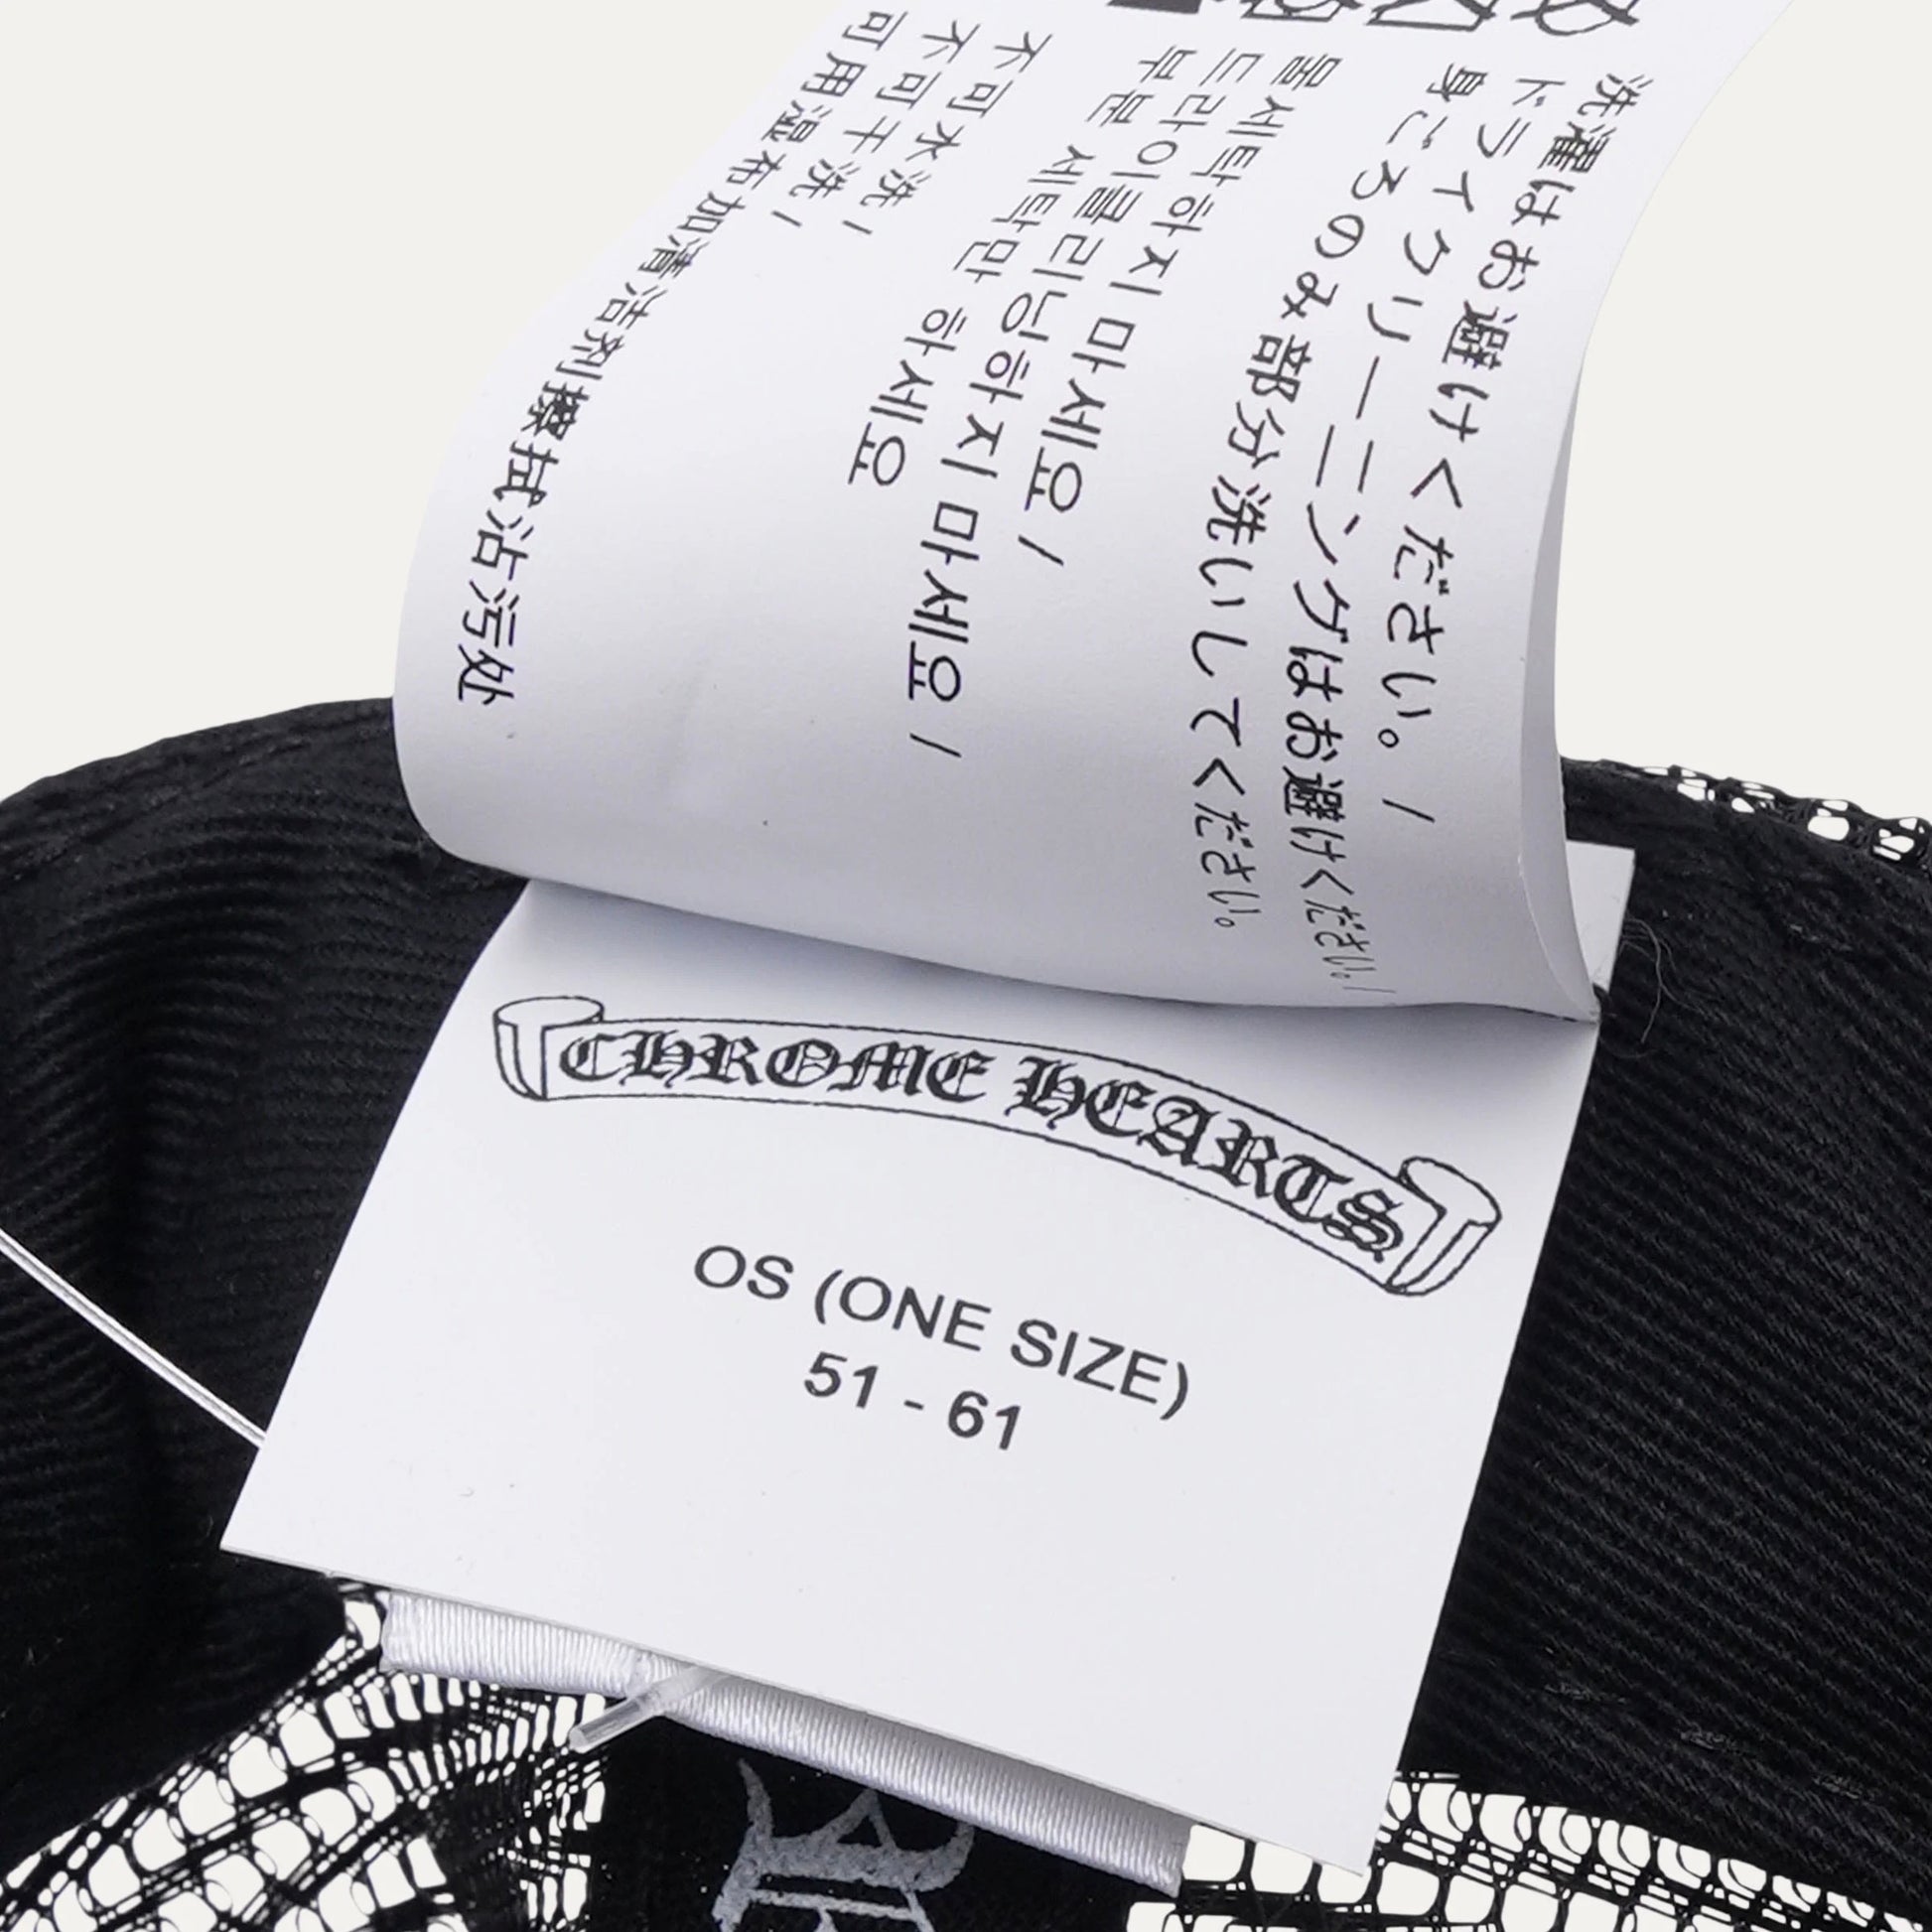 洗濯はお避けください。/
ドライクリーニングはお避けください。/
身ごろのみ部分洗いしてください。
물세탁하지 마세요 /
드라이클리닝하지 마세요 /
부분 세탁만 하세요
不可水洗 /
不可干洗 /
可用湿布加清洁剂擦拭沾污处
CHROME HEARTS
OS (ONE SIZE)
51 - 61